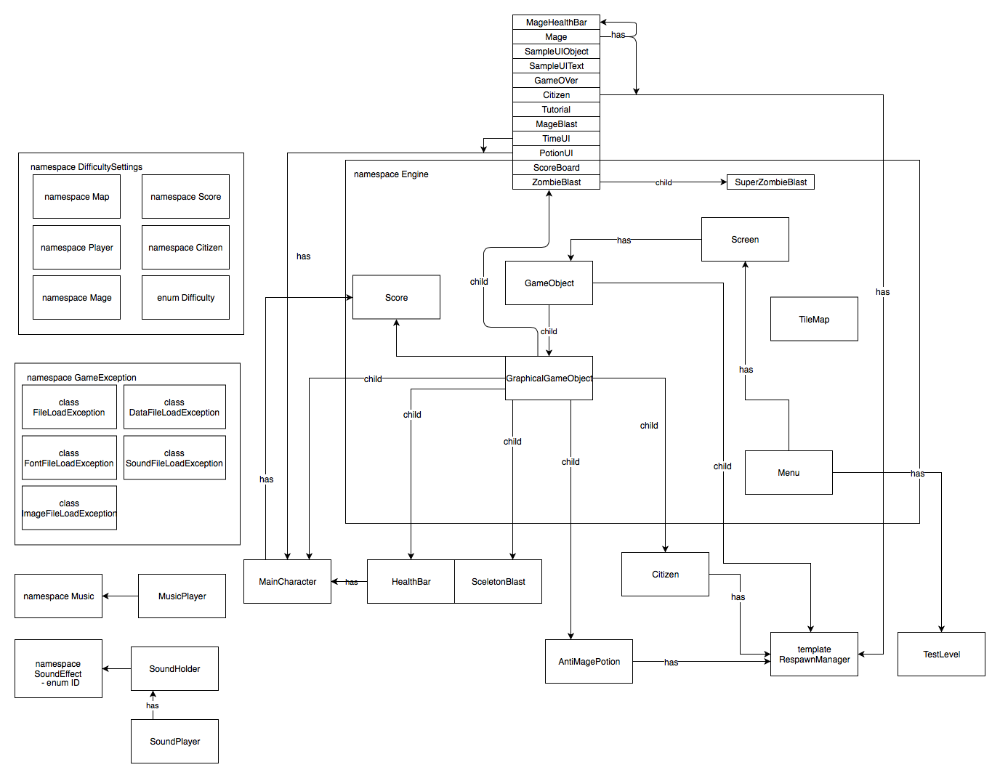 MageHealthBar
Mage
has
SampleUIObject
SampleUIText
GameOVer
Citizen
Tutorial
MageBlast
TimeUI
PotionUI
ScoreBoard
ZombieBlast
child
SuperZombieBlast
namespace DifficultySettings
namespace Map
namespace Score
namespace Player
namespace Citizen
namespace Mage
enum Difficulty
namespace Engine
has
Screen
has
GameObject
child
has
Score
TileMap
child
namespace GameException
class
FileLoadException
class
DataFileLoadException
class
FontFileLoadException
class
SoundFileLoadException
class
ImageFileLoadException
child
GraphicalGameObject
has
child
child
child
child
child
has
Menu
has
namespace Music
MusicPlayer
MainCharacter
has
HealthBar
SceletonBlast
Citizen
has
namespace
SoundEffect
- enum ID
SoundHolder
has
SoundPlayer
AntiMagePotion
has
template
RespawnManager
TestLevel